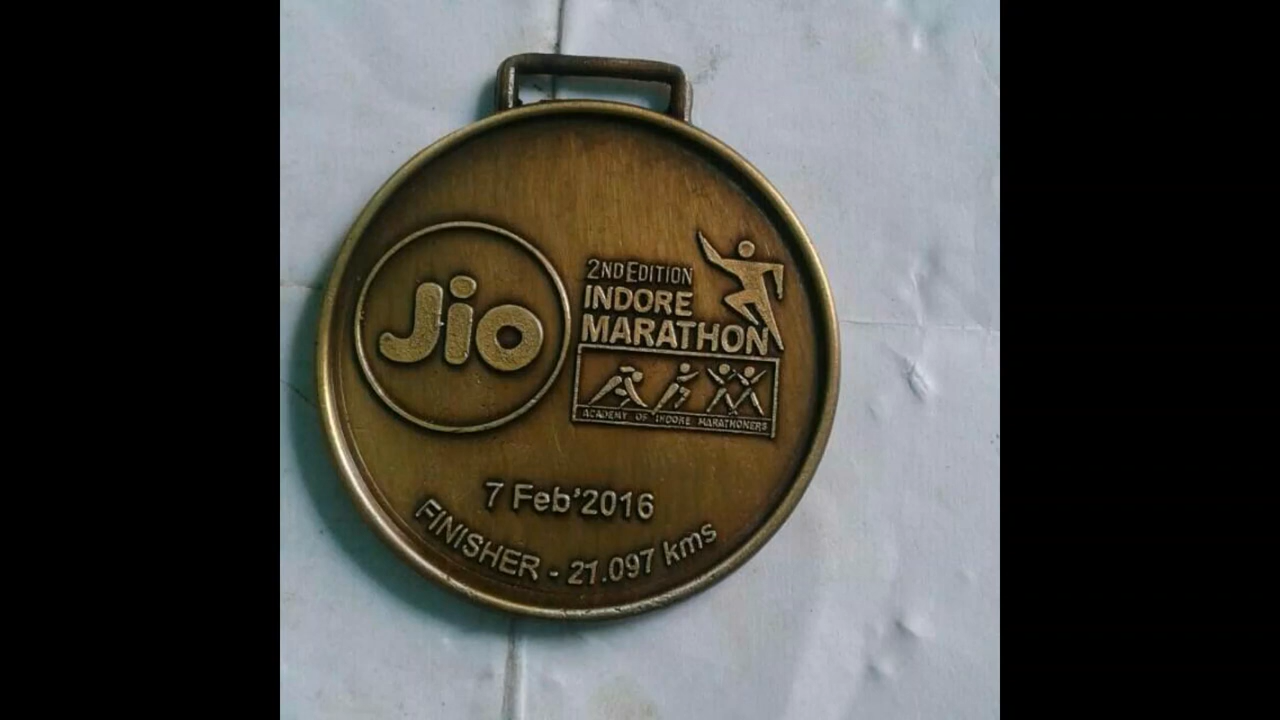 Jio
2ND EDITION
INDORE
MARATHON
ACADEMY OF INDORE MARATHONERS
7 Feb'2016
FINISHER - 21.097 kms